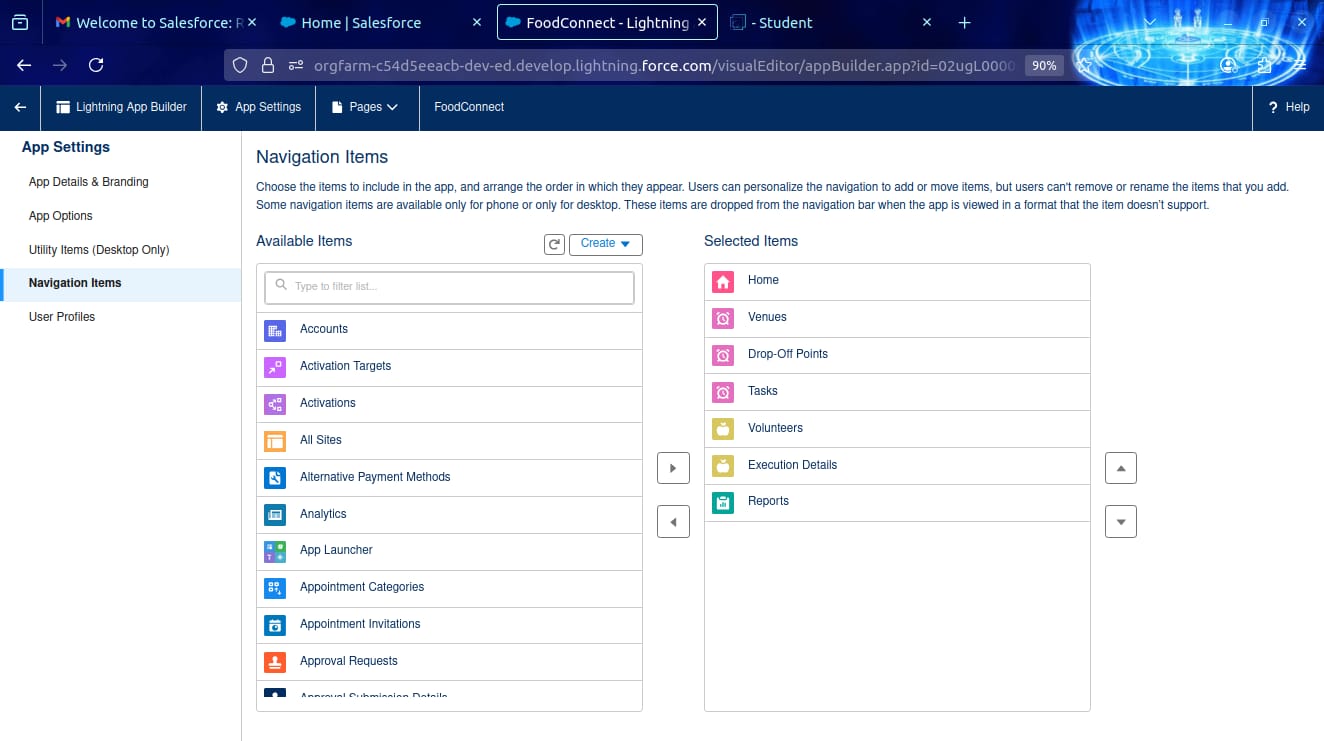 Welcome to Salesforce: R
Home | Salesforce
FoodConnect - Lightning
- Student
orgfarm-c54d5eeacb-dev-ed.develop.lightning.force.com/visualEditor/appBuilder.app?id=02ugL0000
90%
Lightning App Builder
App Settings
Pages
FoodConnect
? Help
App Settings
App Details & Branding
App Options
Utility Items (Desktop Only)
Navigation Items
User Profiles
Navigation Items
Choose the items to include in the app, and arrange the order in which they appear. Users can personalize the navigation to add or move items, but users can't remove or rename the items that you add.
Some navigation items are available only for phone or only for desktop. These items are dropped from the navigation bar when the app is viewed in a format that the item doesn't support.
Available Items
Create
Type to filter list...
Accounts
Activation Targets
Activations
All Sites
Alternative Payment Methods
Analytics
App Launcher
Appointment Categories
Appointment Invitations
Approval Requests
Approval Submission Details
Selected Items
Home
Venues
Drop-Off Points
Tasks
Volunteers
Execution Details
Reports